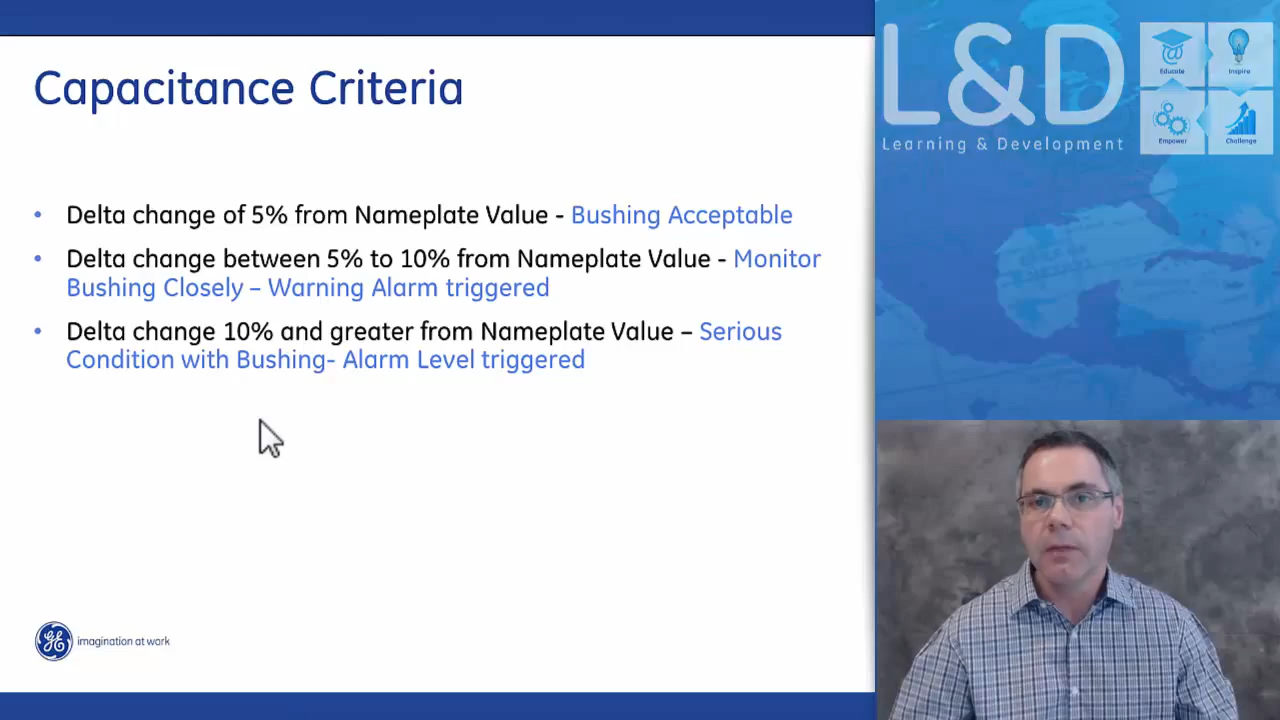 Capacitance Criteria
• Delta change of 5% from Nameplate Value - Bushing Acceptable
• Delta change between 5% to 10% from Nameplate Value - Monitor
Bushing Closely – Warning Alarm triggered
• Delta change 10% and greater from Nameplate Value – Serious
Condition with Bushing- Alarm Level triggered
GE imagination at work
L&D
Learning & Development
Educate
Inspire
Empower
Challenge